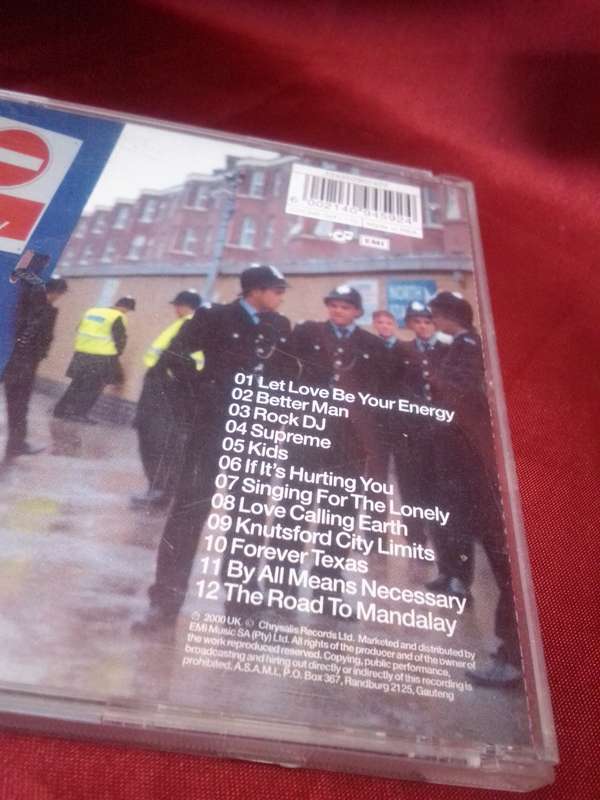 6 002140 945924
EMI
NORTH
01 Let Love Be Your Energy
02 Better Man
03 Rock DJ
04 Supreme
05 Kids
06 If It's Hurting You
07 Singing For The Lonely
08 Love Calling Earth
09 Knutsford City Limits
10 Forever Texas
11 By All Means Necessary
12 The Road To Mandalay
℗ 2000 UK. © Chrysalis Records Ltd. Marketed and distributed by
EMI Music SA (Pty) Ltd. All rights of the producer and of the owner of
the work reproduced reserved. Copying, public performance,
broadcasting and hiring out directly or indirectly of this recording is
prohibited. A.S.A.M.I., P.O. Box 367, Randburg 2125, Gauteng